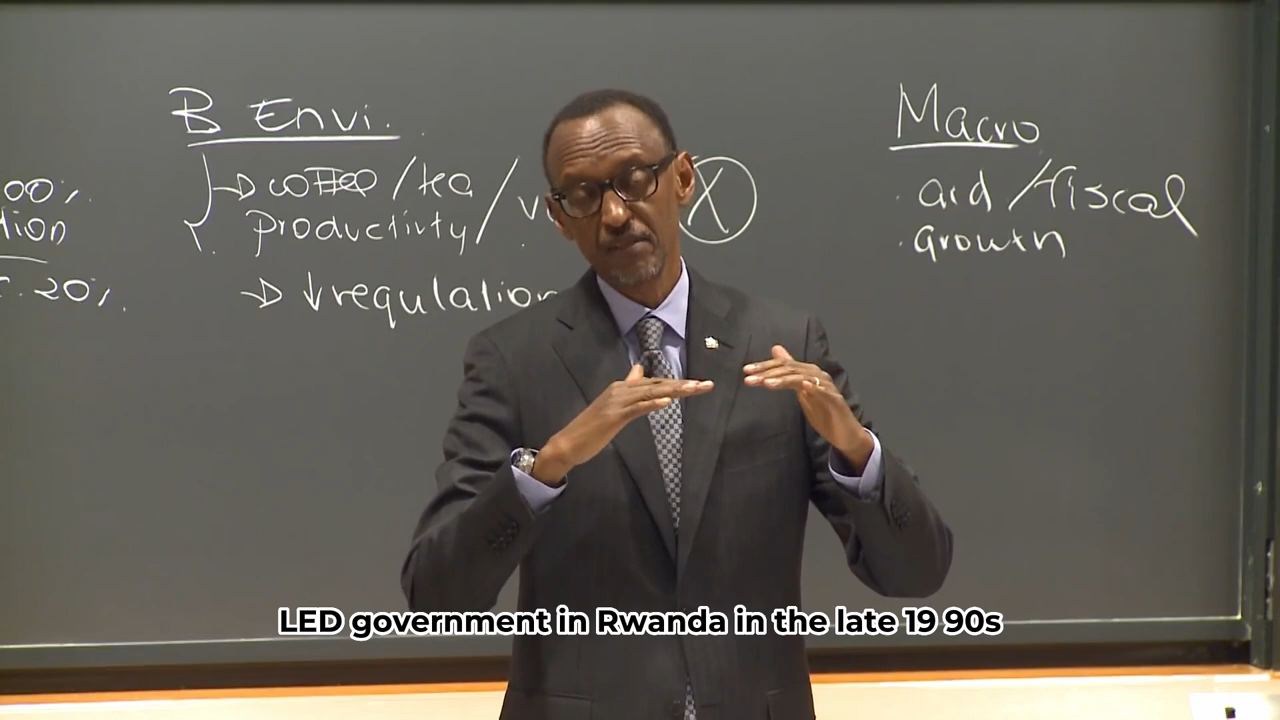 B Envi.
coffee/tea
productivity/
↓regulation
00%
tion
20%
Macro
aid/fiscal
growth
X
LED government in Rwanda in the late 19 90s